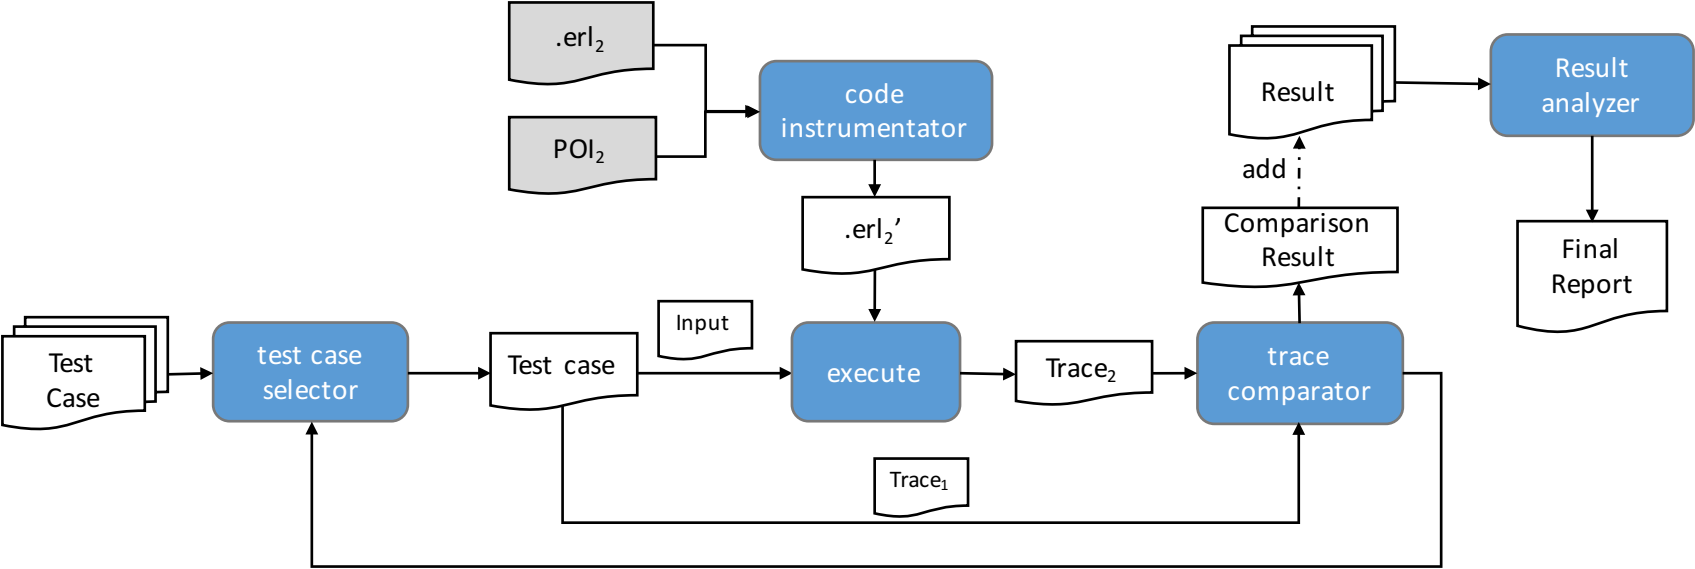 .erl₂
code
instrumentator
POI₂
.erl₂’
Result
Result
analyzer
add
Comparison
Result
Final
Report
Test
Case
test case
selector
Test case
Input
execute
Trace₂
trace
comparator
Trace₁